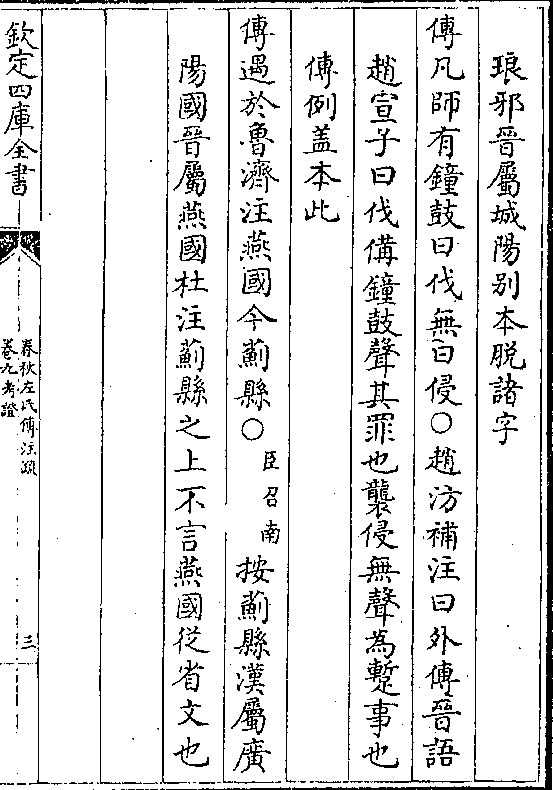 琅邪晉屬城陽别本脱諸字
傳凡師有鐘鼓曰伐無曰侵○趙汸補注曰外傳晉語
趙宣子曰伐備鐘鼓聲其罪也襲侵無聲為蹔事也
傳例盖本此
傳遇於魯濟注燕國今薊縣○臣召南按薊縣漢屬廣
陽國晉屬燕國杜注薊縣之上不言燕國從省文也
欽定四庫全書
春秋左氏傳注疏
卷九考證
三